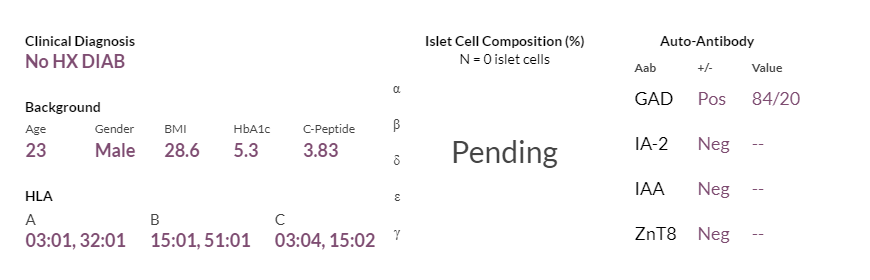 Clinical Diagnosis
No HX DIAB
Background
Age Gender BMI HbA1c C-Peptide
23 Male 28.6 5.3 3.83
HLA
A B C
03:01, 32:01 15:01, 51:01 03:04, 15:02
Islet Cell Composition (%)
N = 0 islet cells
α
β
δ
ε
γ
Pending
Auto-Antibody
Aab +/- Value
GAD Pos 84/20
IA-2 Neg --
IAA Neg --
ZnT8 Neg --